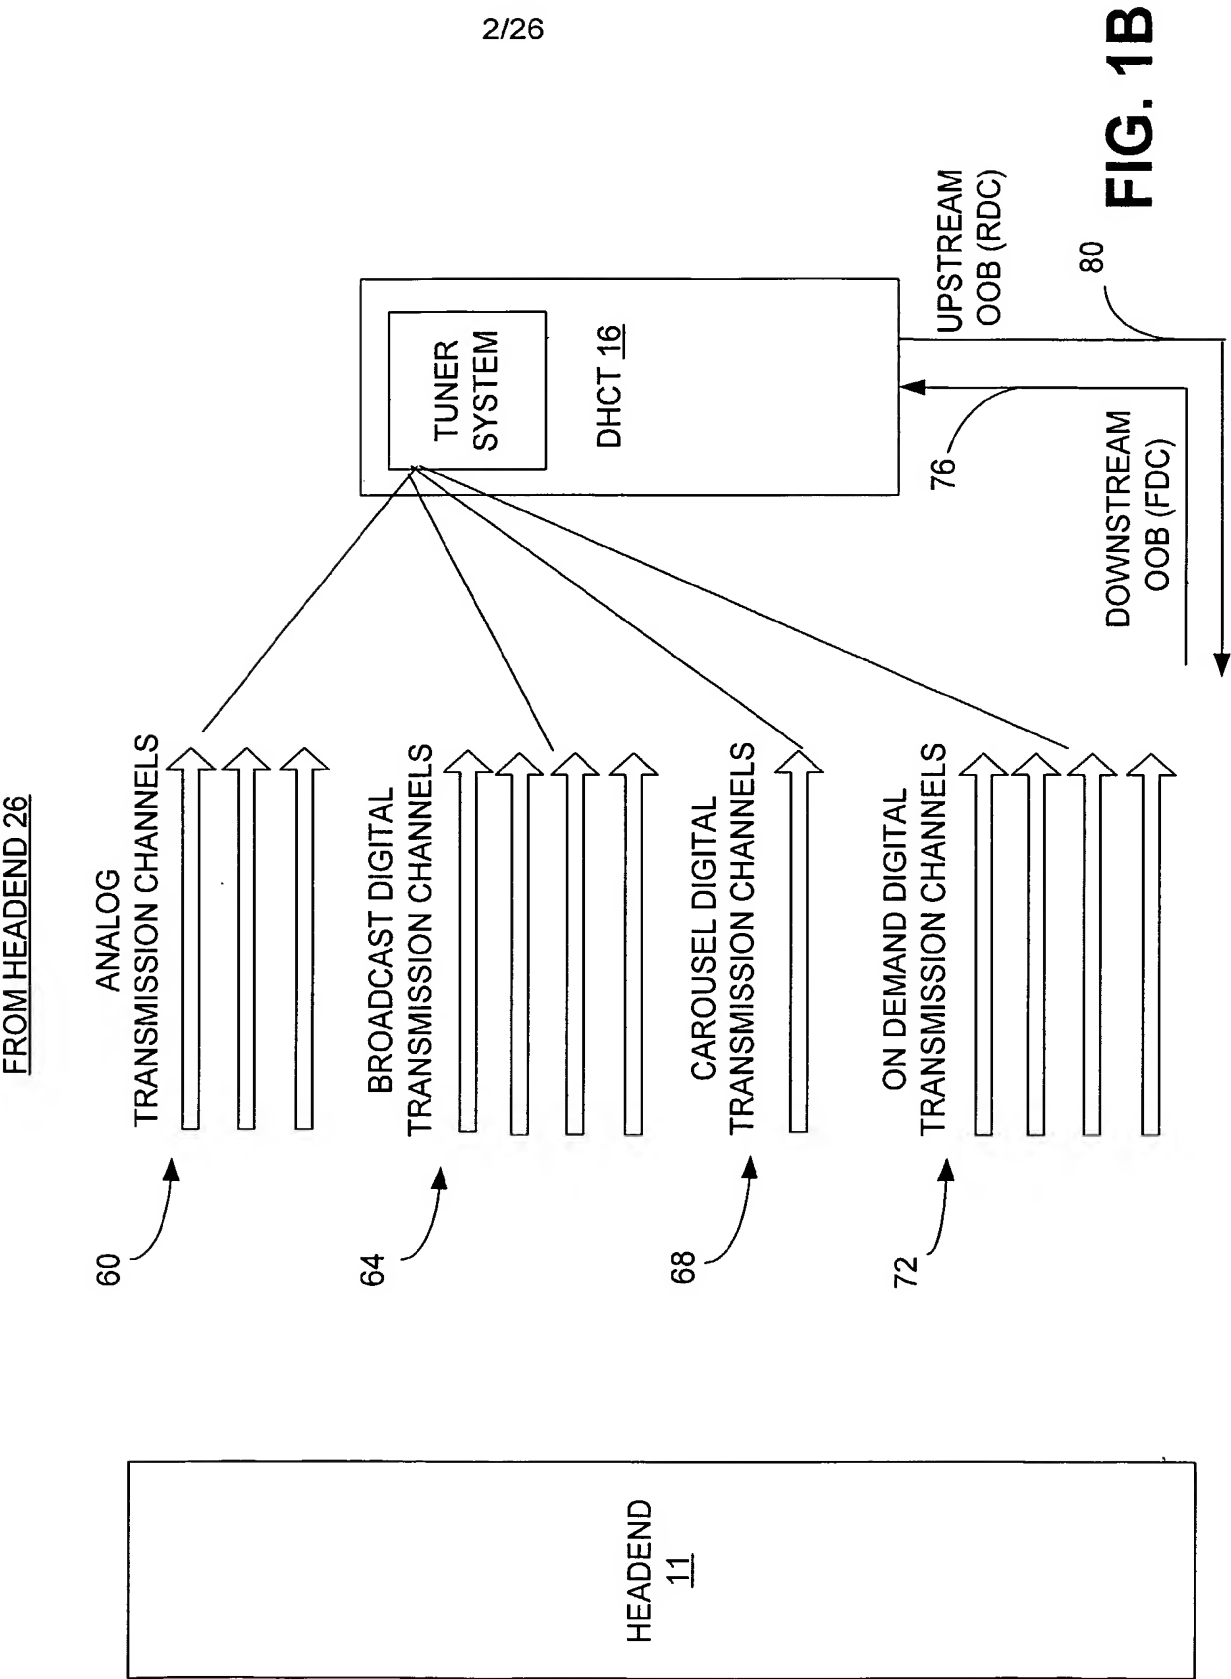 2/26
FROM HEADEND 26
ANALOG
TRANSMISSION CHANNELS
60
BROADCAST DIGITAL
TRANSMISSION CHANNELS
64
CAROUSEL DIGITAL
TRANSMISSION CHANNELS
68
ON DEMAND DIGITAL
TRANSMISSION CHANNELS
72
HEADEND
11
TUNER
SYSTEM
DHCT 16
UPSTREAM
OOB (RDC)
80
76
DOWNSTREAM
OOB (FDC)
FIG. 1B